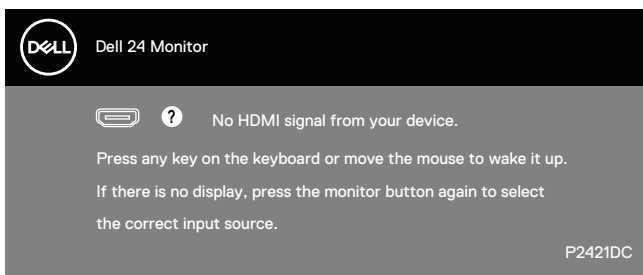 DELL
Dell 24 Monitor
? No HDMI signal from your device.
Press any key on the keyboard or move the mouse to wake it up.
If there is no display, press the monitor button again to select
the correct input source.
P2421DC